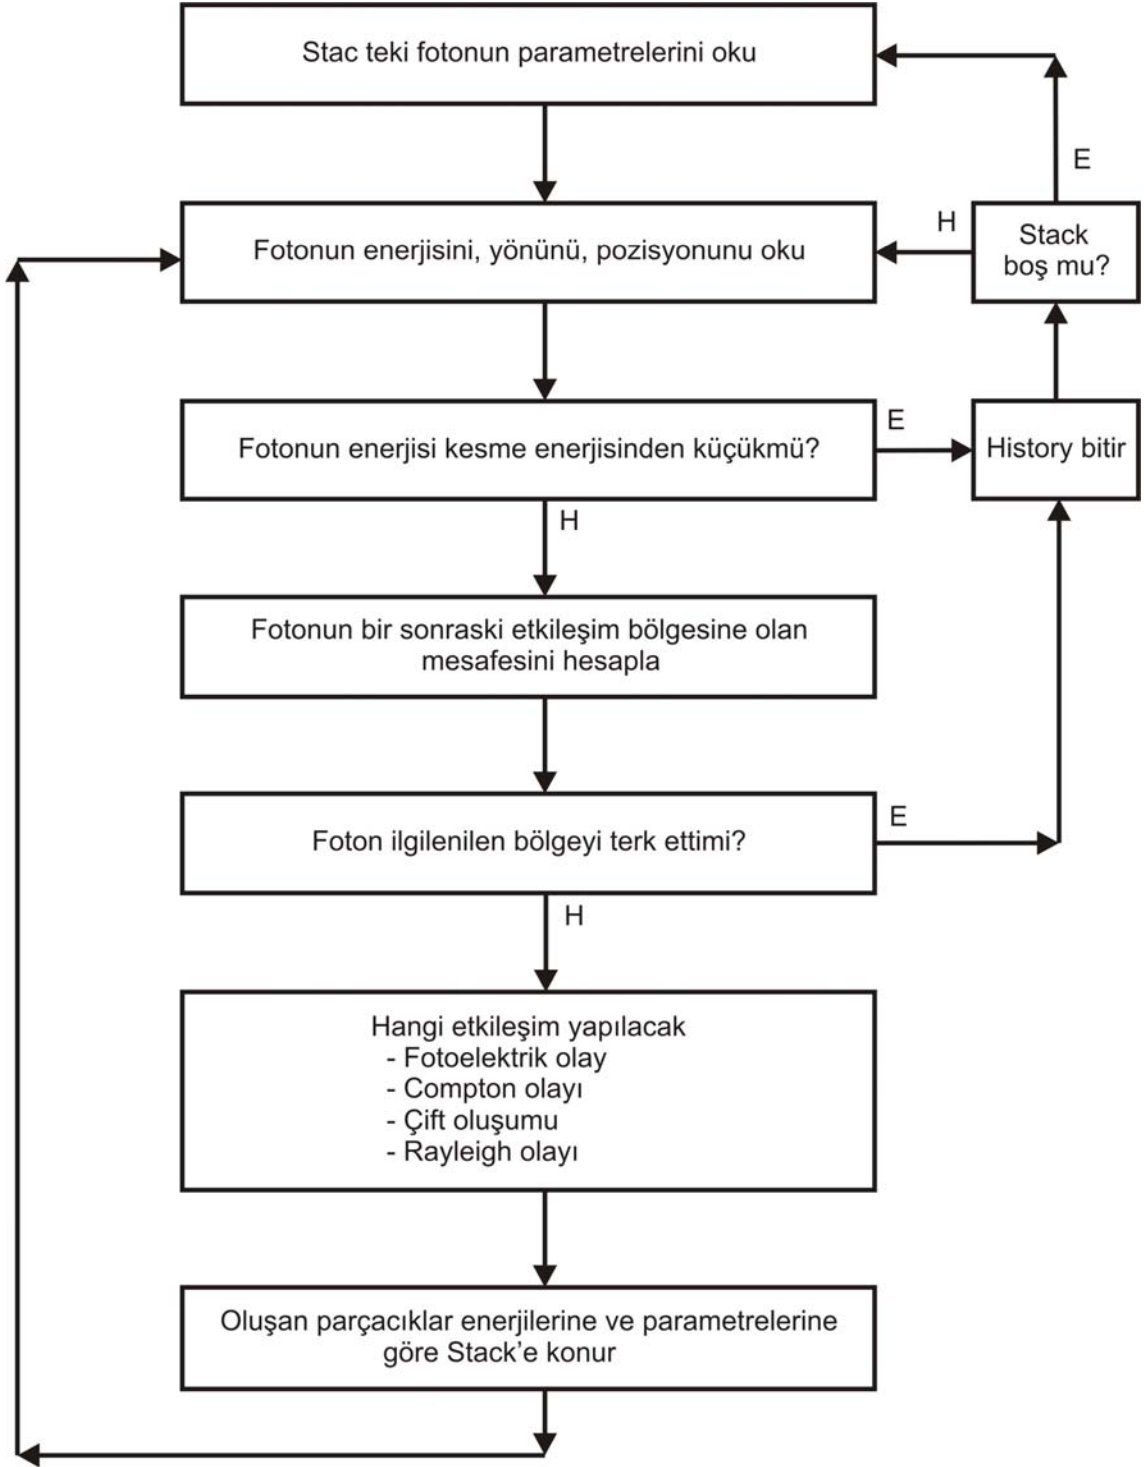 Stac teki fotonun parametrelerini oku
E
Fotonun enerjisini, yönünü, pozisyonunu oku
H
Stack
boş mu?
Fotonun enerjisi kesme enerjisinden küçükmü?
E
History bitir
H
Fotonun bir sonraski etkileşim bölgesine olan
mesafesini hesapla
Foton ilgilenilen bölgeyi terk ettimi?
E
H
Hangi etkileşim yapılacak
- Fotoelektrik olay
- Compton olayı
- Çift oluşumu
- Rayleigh olayı
Oluşan parçacıklar enerjilerine ve parametrelerine
göre Stack’e konur